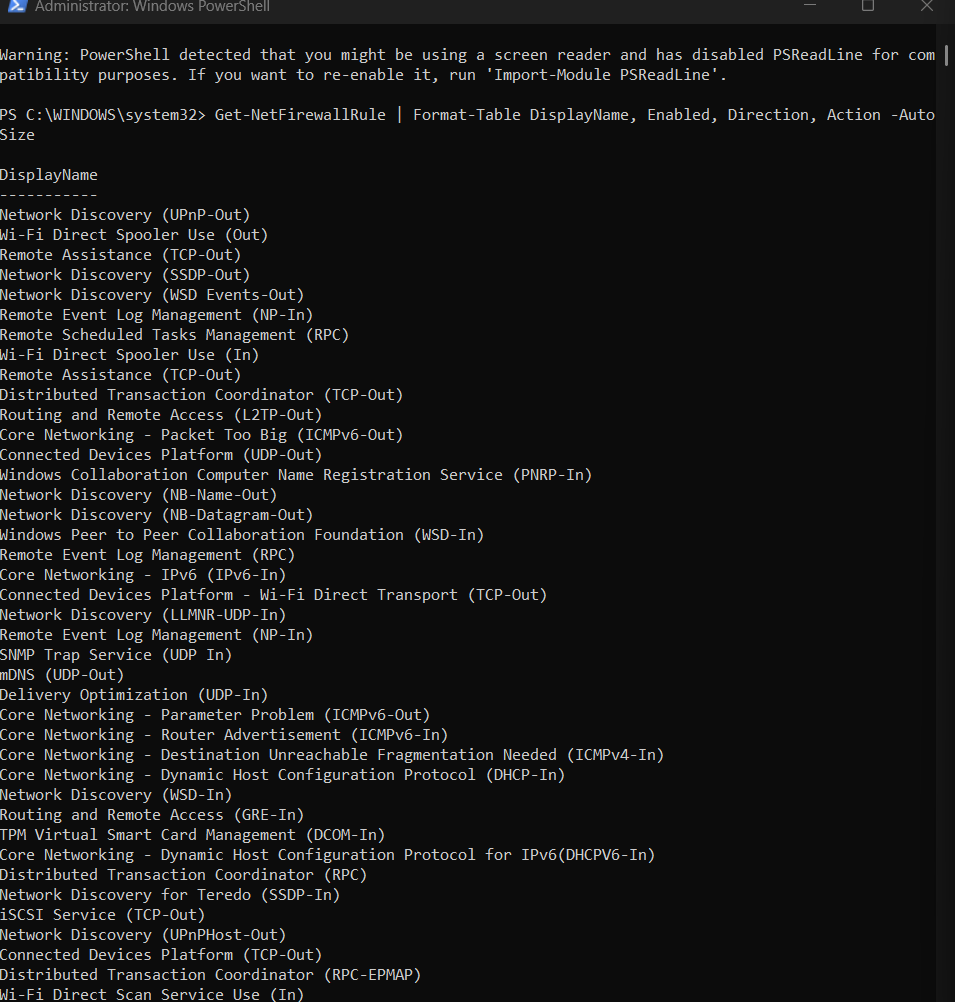 Administrator: Windows PowerShell
Warning: PowerShell detected that you might be using a screen reader and has disabled PSReadLine for com
patibility purposes. If you want to re-enable it, run 'Import-Module PSReadLine'.
PS C:\WINDOWS\system32> Get-NetFirewallRule | Format-Table DisplayName, Enabled, Direction, Action -Auto
Size
DisplayName
-----------
Network Discovery (UPnP-Out)
Wi-Fi Direct Spooler Use (Out)
Remote Assistance (TCP-Out)
Network Discovery (SSDP-Out)
Network Discovery (WSD Events-Out)
Remote Event Log Management (NP-In)
Remote Scheduled Tasks Management (RPC)
Wi-Fi Direct Spooler Use (In)
Remote Assistance (TCP-Out)
Distributed Transaction Coordinator (TCP-Out)
Routing and Remote Access (L2TP-Out)
Core Networking - Packet Too Big (ICMPv6-Out)
Connected Devices Platform (UDP-Out)
Windows Collaboration Computer Name Registration Service (PNRP-In)
Network Discovery (NB-Name-Out)
Network Discovery (NB-Datagram-Out)
Windows Peer to Peer Collaboration Foundation (WSD-In)
Remote Event Log Management (RPC)
Core Networking - IPv6 (IPv6-In)
Connected Devices Platform - Wi-Fi Direct Transport (TCP-Out)
Network Discovery (LLMNR-UDP-In)
Remote Event Log Management (NP-In)
SNMP Trap Service (UDP In)
mDNS (UDP-Out)
Delivery Optimization (UDP-In)
Core Networking - Parameter Problem (ICMPv6-Out)
Core Networking - Router Advertisement (ICMPv6-In)
Core Networking - Destination Unreachable Fragmentation Needed (ICMPv4-In)
Core Networking - Dynamic Host Configuration Protocol (DHCP-In)
Network Discovery (WSD-In)
Routing and Remote Access (GRE-In)
TPM Virtual Smart Card Management (DCOM-In)
Core Networking - Dynamic Host Configuration Protocol for IPv6(DHCPV6-In)
Distributed Transaction Coordinator (RPC)
Network Discovery for Teredo (SSDP-In)
iSCSI Service (TCP-Out)
Network Discovery (UPnPHost-Out)
Connected Devices Platform (TCP-Out)
Distributed Transaction Coordinator (RPC-EPMAP)
Wi-Fi Direct Scan Service Use (In)